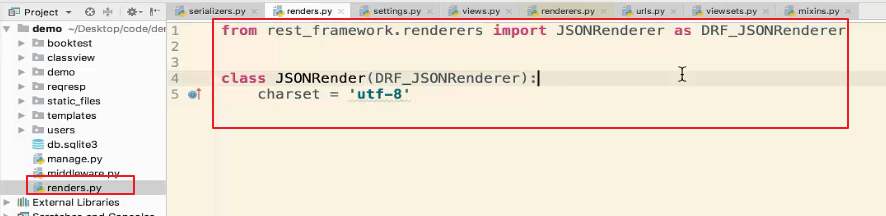 Project
serializers.py
renders.py
settings.py
views.py
renderers.py
urls.py
viewsets.py
mixins.py
demo ~/Desktop/code/de
booktest
classview
demo
reqresp
static_files
templates
users
db.sqlite3
manage.py
middleware.py
renders.py
External Libraries
Scratches and Consoles
1 from rest_framework.renderers import JSONRenderer as DRF_JSONRenderer
2
3
4 class JSONRender(DRF_JSONRenderer):
5 charset = 'utf-8'